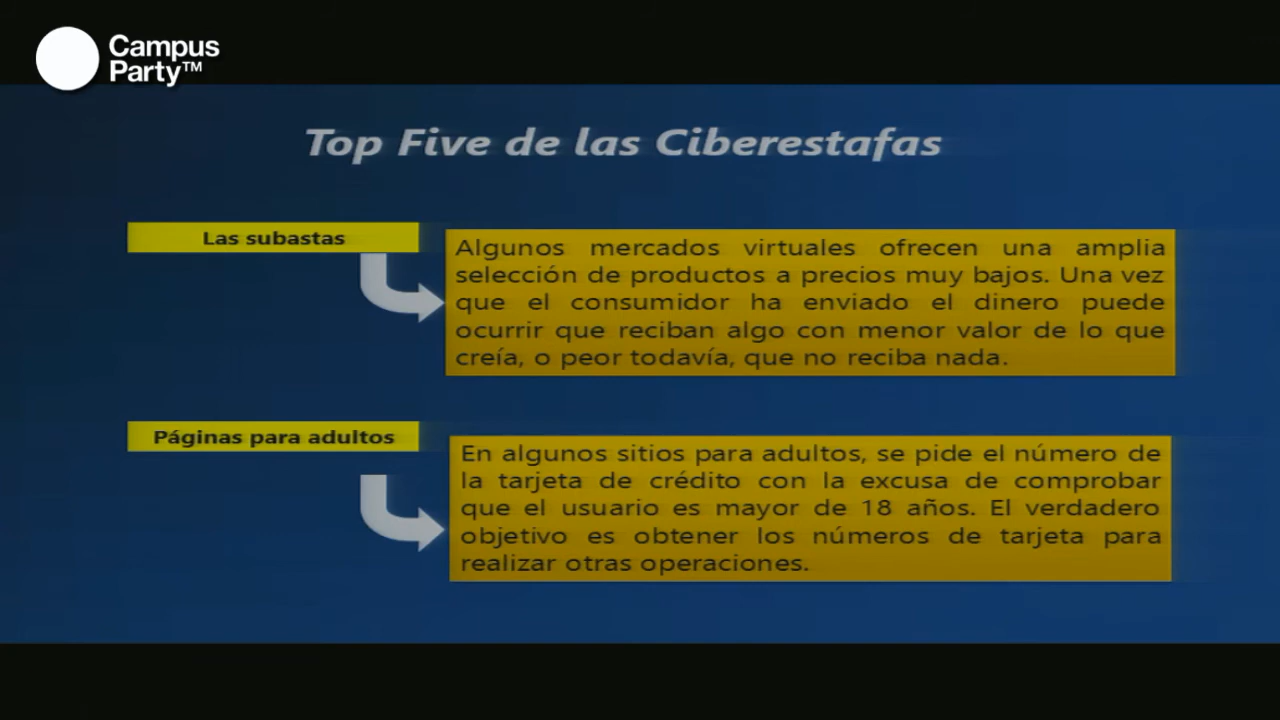 Campus
Party™
Top Five de las Ciberestafas
Las subastas
Algunos mercados virtuales ofrecen una amplia
selección de productos a precios muy bajos. Una vez
que el consumidor ha enviado el dinero puede
ocurrir que reciban algo con menor valor de lo que
creía, o peor todavía, que no reciba nada.
Páginas para adultos
En algunos sitios para adultos, se pide el número de
la tarjeta de crédito con la excusa de comprobar
que el usuario es mayor de 18 años. El verdadero
objetivo es obtener los números de tarjeta para
realizar otras operaciones.